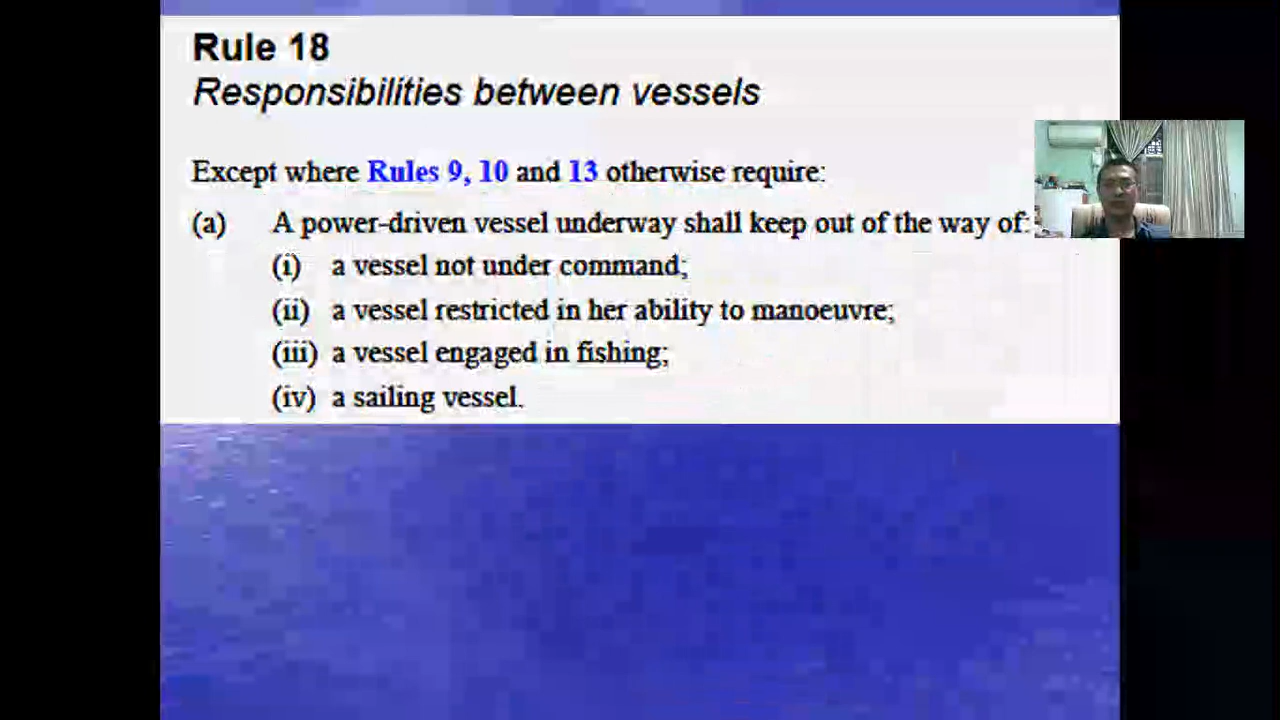 Rule 18
Responsibilities between vessels
Except where Rules 9, 10 and 13 otherwise require:
(a) A power-driven vessel underway shall keep out of the way of:
(i) a vessel not under command;
(ii) a vessel restricted in her ability to manoeuvre;
(iii) a vessel engaged in fishing;
(iv) a sailing vessel.